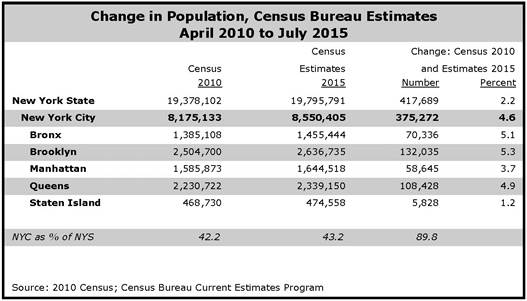 Change in Population, Census Bureau Estimates
April 2010 to July 2015
Census Change: Census 2010
Census Estimates and Estimates 2015
2010 2015 Number Percent
New York State 19,378,102 19,795,791 417,689 2.2
New York City 8,175,133 8,550,405 375,272 4.6
Bronx 1,385,108 1,455,444 70,336 5.1
Brooklyn 2,504,700 2,636,735 132,035 5.3
Manhattan 1,585,873 1,644,518 58,645 3.7
Queens 2,230,722 2,339,150 108,428 4.9
Staten Island 468,730 474,558 5,828 1.2
NYC as % of NYS 42.2 43.2 89.8
Source: 2010 Census; Census Bureau Current Estimates Program